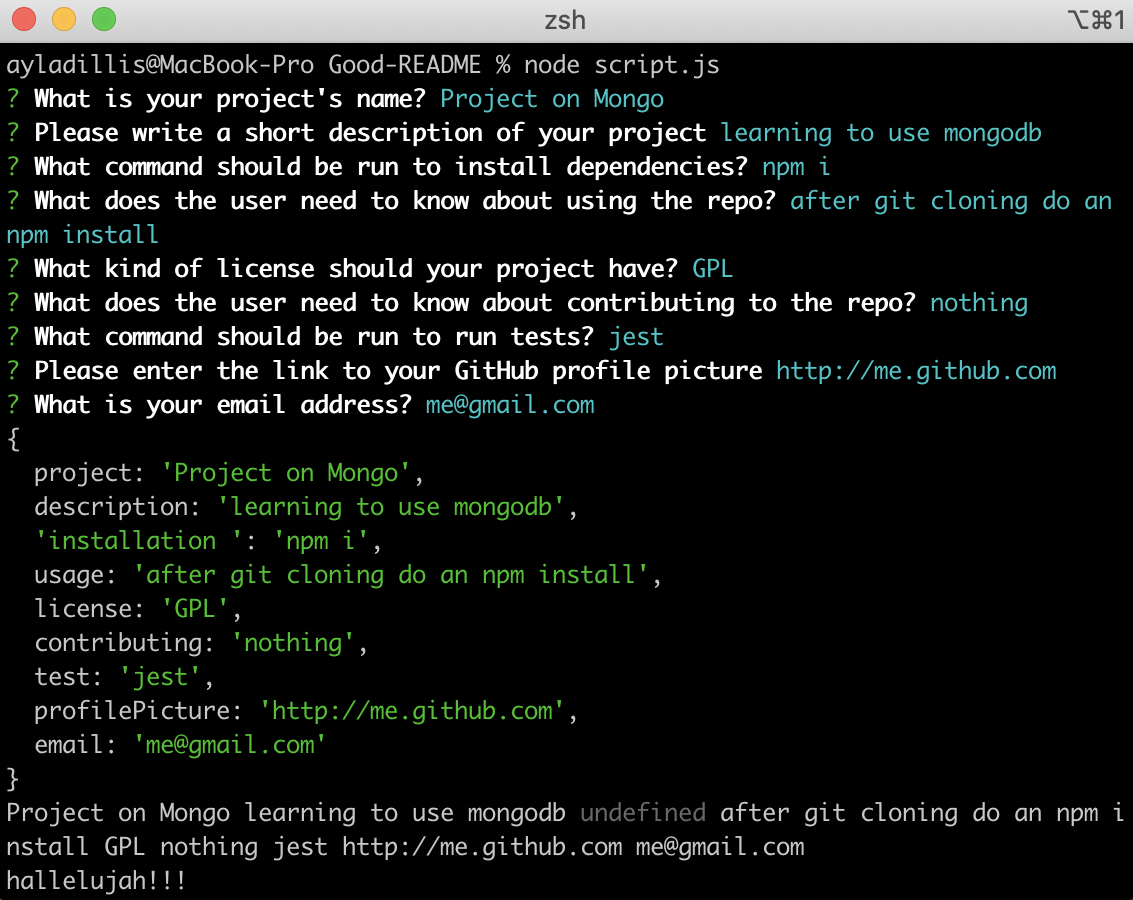 zsh
⌥⌘1
ayladillis@MacBook-Pro Good-README % node script.js
? What is your project's name? Project on Mongo
? Please write a short description of your project learning to use mongodb
? What command should be run to install dependencies? npm i
? What does the user need to know about using the repo? after git cloning do an
npm install
? What kind of license should your project have? GPL
? What does the user need to know about contributing to the repo? nothing
? What command should be run to run tests? jest
? Please enter the link to your GitHub profile picture http://me.github.com
? What is your email address? me@gmail.com
{
  project: 'Project on Mongo',
  description: 'learning to use mongodb',
  'installation ': 'npm i',
  usage: 'after git cloning do an npm install',
  license: 'GPL',
  contributing: 'nothing',
  test: 'jest',
  profilePicture: 'http://me.github.com',
  email: 'me@gmail.com'
}
Project on Mongo learning to use mongodb undefined after git cloning do an npm i
nstall GPL nothing jest http://me.github.com me@gmail.com
hallelujah!!!